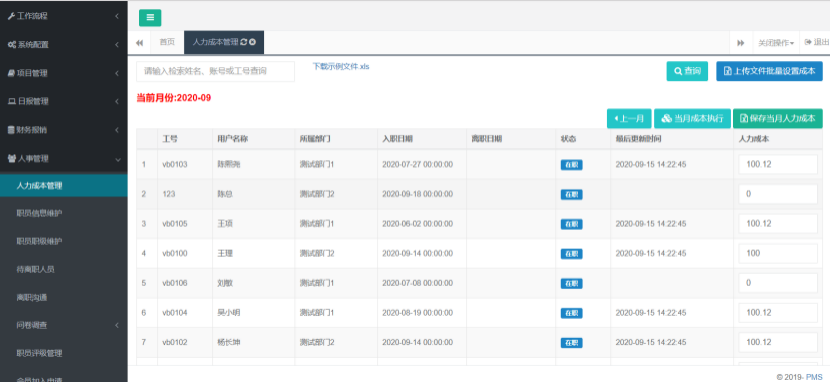 工作流程
系统配置
项目管理
日报管理
财务报销
人事管理
人力成本管理
职员信息维护
职员职级维护
待离职人员
离职沟通
问卷调查
职员评级管理
会员加入申请
首页 人力成本管理 关闭操作 退出
请输入检索姓名、账号或工号查询 下载示例文件.xls 查询 上传文件批量设置成本
当前月份:2020-09
上一月 当月成本执行 保存当月人力成本
工号 用户名称 所属部门 入职日期 离职日期 状态 最后更新时间 人力成本
1 vb0103 陈熙尧 测试部门1 2020-07-27 00:00:00 在职 2020-09-15 14:22:45 100.12
2 123 陈总 测试部门2 2020-09-18 00:00:00 在职 0
3 vb0105 王项 测试部门1 2020-06-02 00:00:00 在职 2020-09-15 14:22:45 100.12
4 vb0100 王理 测试部门2 2020-09-14 00:00:00 在职 2020-09-15 14:22:45 100
5 vb0106 刘敏 测试部门1 2020-07-08 00:00:00 在职 0
6 vb0104 吴小明 测试部门1 2020-08-19 00:00:00 在职 2020-09-15 14:22:45 100.12
7 vb0102 杨长坤 测试部门2 2020-09-14 00:00:00 在职 2020-09-15 14:22:45 100.12
© 2019- PMS